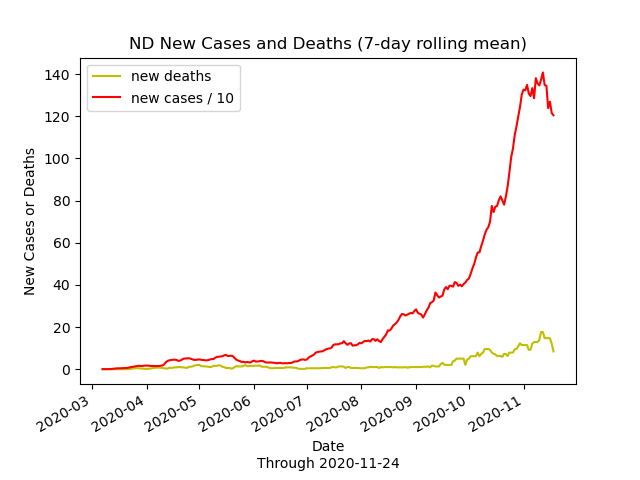 ND New Cases and Deaths (7-day rolling mean)
new deaths
new cases / 10
140
120
100
80
60
40
20
0
New Cases or Deaths
2020-03
2020-04
2020-05
2020-06
2020-07
2020-08
2020-09
2020-10
2020-11
Date
Through 2020-11-24